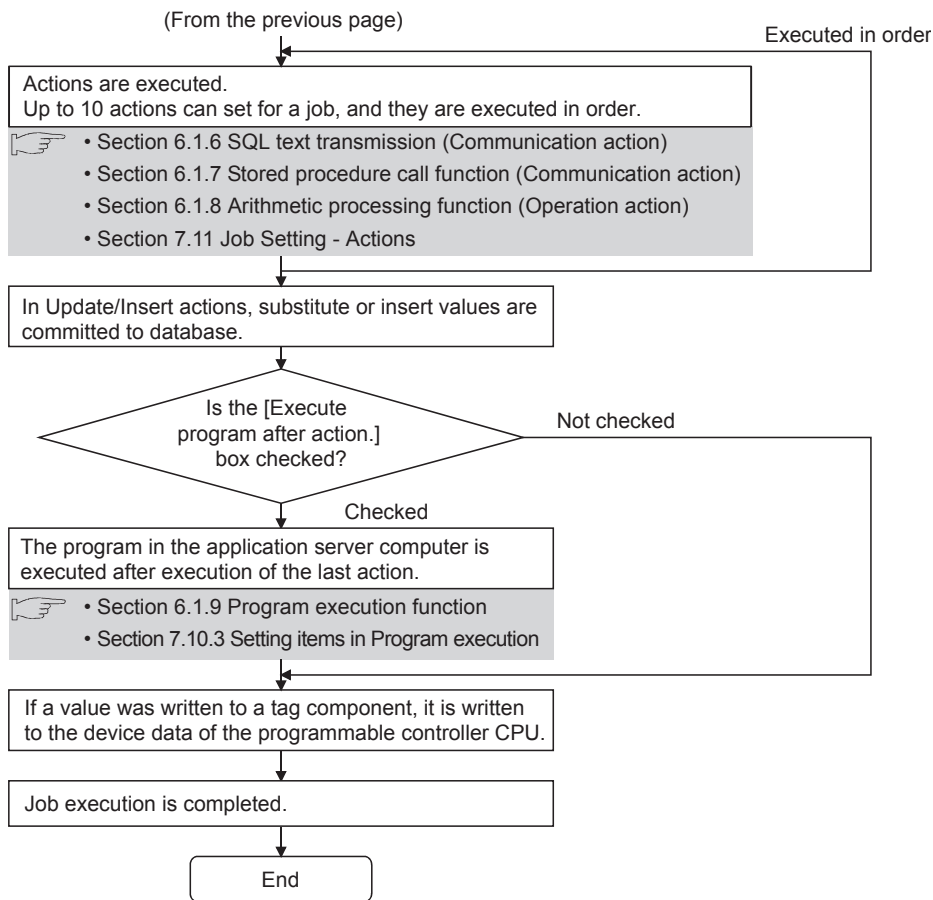 (From the previous page)
Executed in order
Actions are executed.
Up to 10 actions can set for a job, and they are executed in order.
• Section 6.1.6 SQL text transmission (Communication action)
• Section 6.1.7 Stored procedure call function (Communication action)
• Section 6.1.8 Arithmetic processing function (Operation action)
• Section 7.11 Job Setting - Actions
In Update/Insert actions, substitute or insert values are
committed to database.
Is the [Execute
program after action.]
box checked?
Not checked
Checked
The program in the application server computer is
executed after execution of the last action.
• Section 6.1.9 Program execution function
• Section 7.10.3 Setting items in Program execution
If a value was written to a tag component, it is written
to the device data of the programmable controller CPU.
Job execution is completed.
End